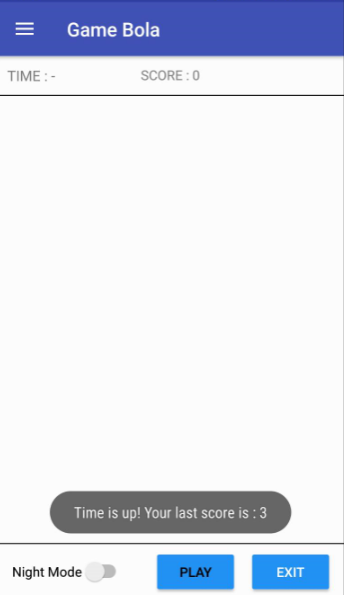 Game Bola
TIME : - SCORE : 0
Time is up! Your last score is : 3
Night Mode PLAY EXIT